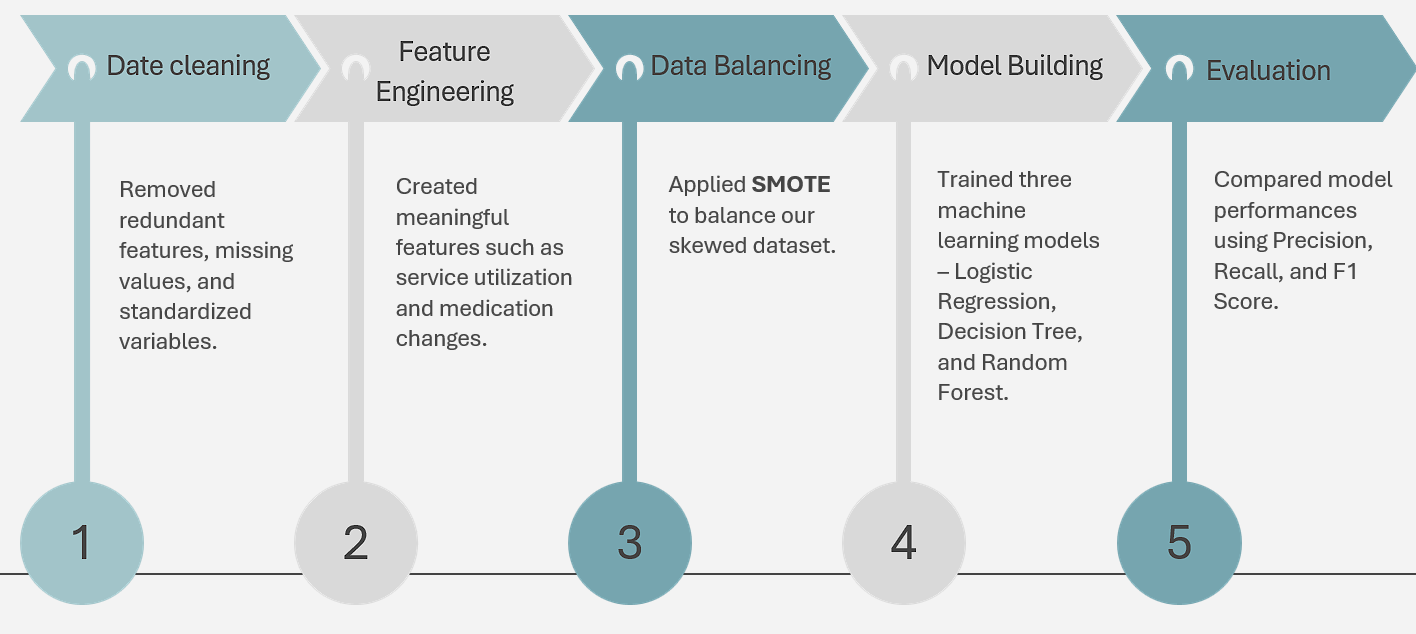 Date cleaning
Feature
Engineering
Data Balancing
Model Building
Evaluation
Removed
redundant
features, missing
values, and
standardized
variables.
Created
meaningful
features such as
service utilization
and medication
changes.
Applied SMOTE
to balance our
skewed dataset.
Trained three
machine
learning models
– Logistic
Regression,
Decision Tree,
and Random
Forest.
Compared model
performances
using Precision,
Recall, and F1
Score.
1
2
3
4
5